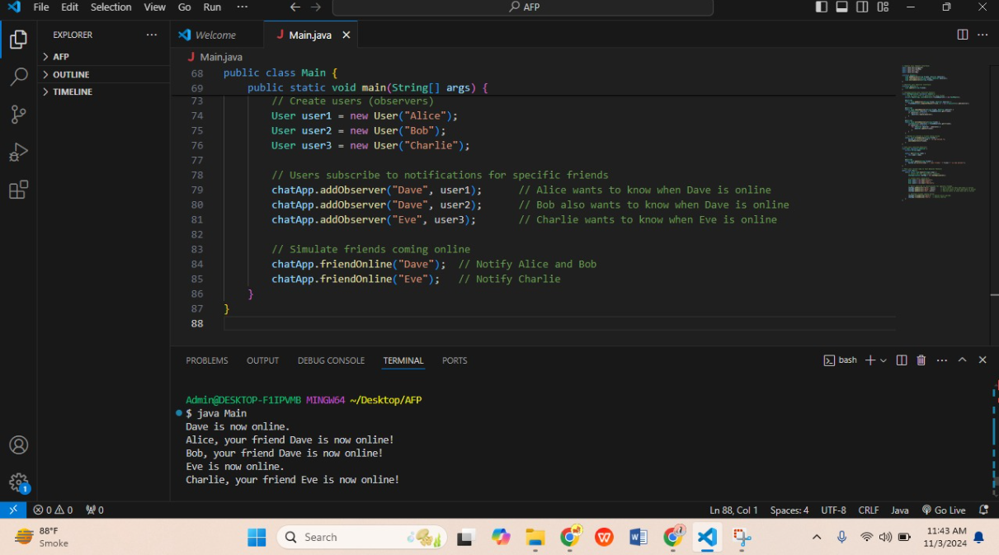 File Edit Selection View Go Run ··· AFP
EXPLORER ···
Welcome Main.java
AFP
OUTLINE
TIMELINE
Main.java
68 public class Main {
69 public static void main(String[] args) {
73 // Create users (observers)
74 User user1 = new User("Alice");
75 User user2 = new User("Bob");
76 User user3 = new User("Charlie");
77
78 // Users subscribe to notifications for specific friends
79 chatApp.addObserver("Dave", user1); // Alice wants to know when Dave is online
80 chatApp.addObserver("Dave", user2); // Bob also wants to know when Dave is online
81 chatApp.addObserver("Eve", user3); // Charlie wants to know when Eve is online
82
83 // Simulate friends coming online
84 chatApp.friendOnline("Dave"); // Notify Alice and Bob
85 chatApp.friendOnline("Eve"); // Notify Charlie
86 }
87 }
88
PROBLEMS OUTPUT DEBUG CONSOLE TERMINAL PORTS bash
Admin@DESKTOP-F1IPVMB MINGW64 ~/Desktop/AFP
$ java Main
Dave is now online.
Alice, your friend Dave is now online!
Bob, your friend Dave is now online!
Eve is now online.
Charlie, your friend Eve is now online!
1
0 0 0 Ln 88, Col 1 Spaces: 4 UTF-8 CRLF Java Go Live
88°F
Smoke
Search
11:43 AM
11/3/2024